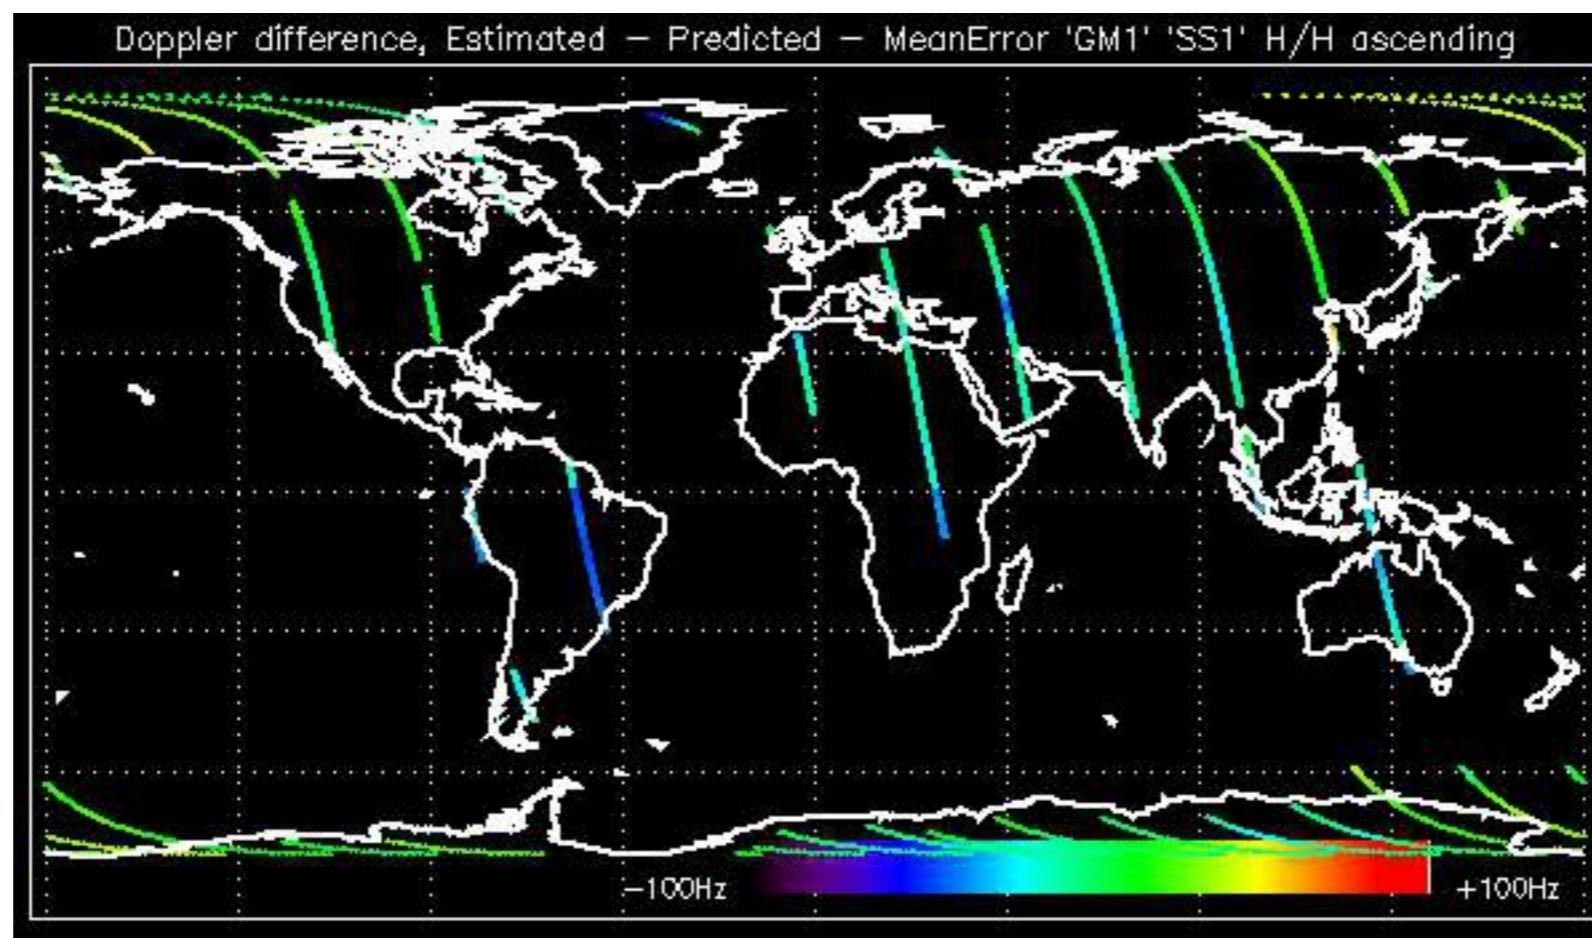 Doppler difference, Estimated – Predicted – MeanError 'GM1' 'SS1' H/H ascending
–100Hz +100Hz